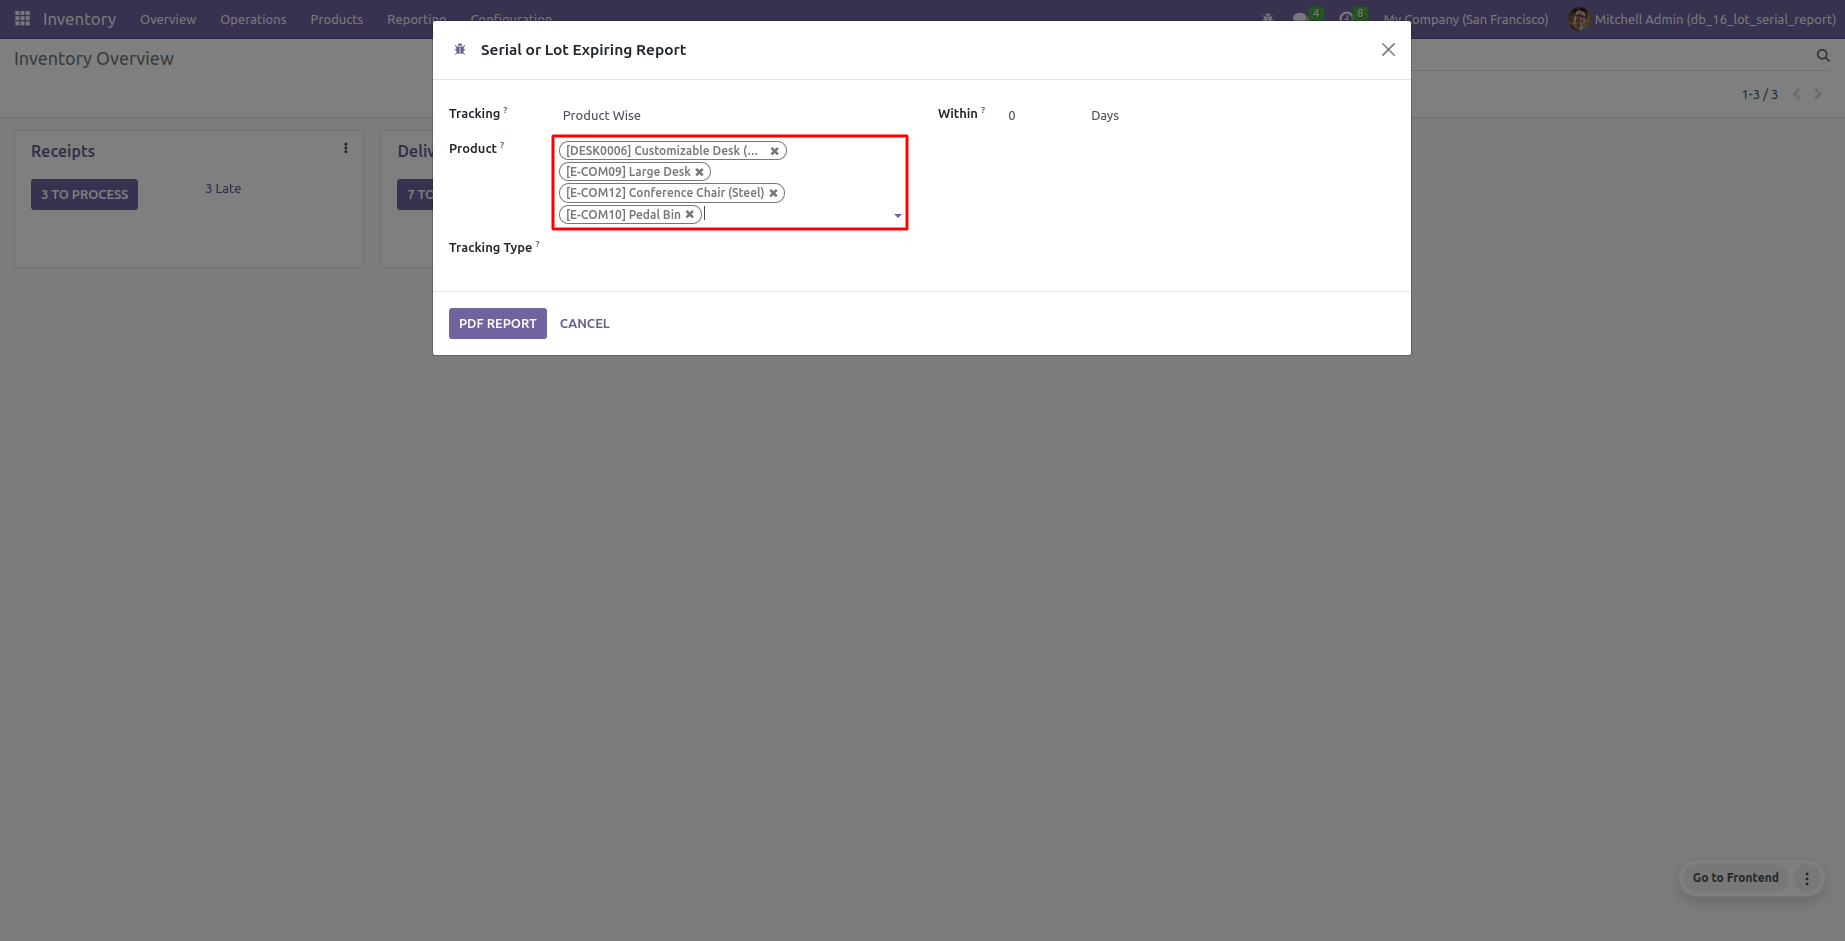 Inventory Overview Operations Products Reporting Configuration 4 8 My Company (San Francisco) Mitchell Admin (db_16_lot_serial_report)
Inventory Overview
1-3 / 3
Receipts
3 TO PROCESS
3 Late
Deliv
7 TO
Serial or Lot Expiring Report
Tracking ? Product Wise
Within ? 0 Days
Product ?
[DESK0006] Customizable Desk (...
[E-COM09] Large Desk
[E-COM12] Conference Chair (Steel)
[E-COM10] Pedal Bin
Tracking Type ?
PDF REPORT CANCEL
Go to Frontend